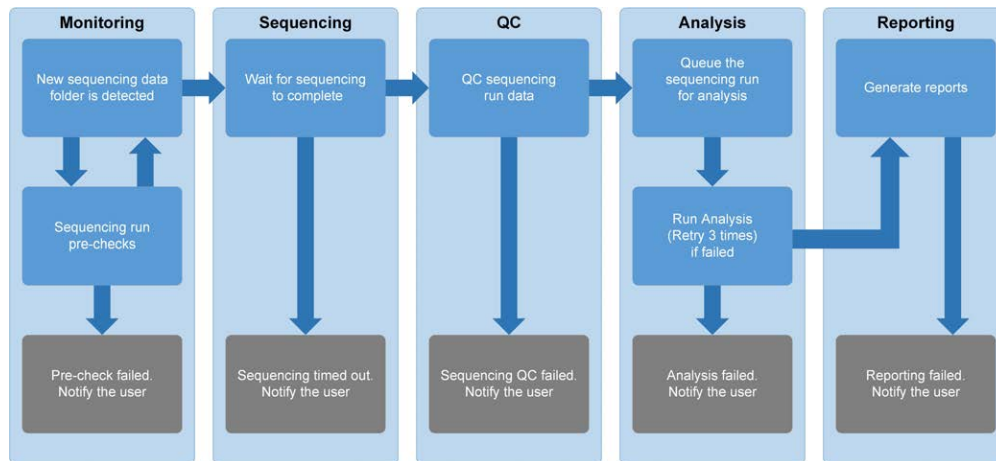 Monitoring
New sequencing data
folder is detected
Sequencing run
pre-checks
Pre-check failed.
Notify the user
Sequencing
Wait for sequencing
to complete
Sequencing timed out.
Notify the user
QC
QC sequencing
run data
Sequencing QC failed.
Notify the user
Analysis
Queue the
sequencing run
for analysis
Run Analysis
(Retry 3 times)
if failed
Analysis failed.
Notify the user
Reporting
Generate reports
Reporting failed.
Notify the user